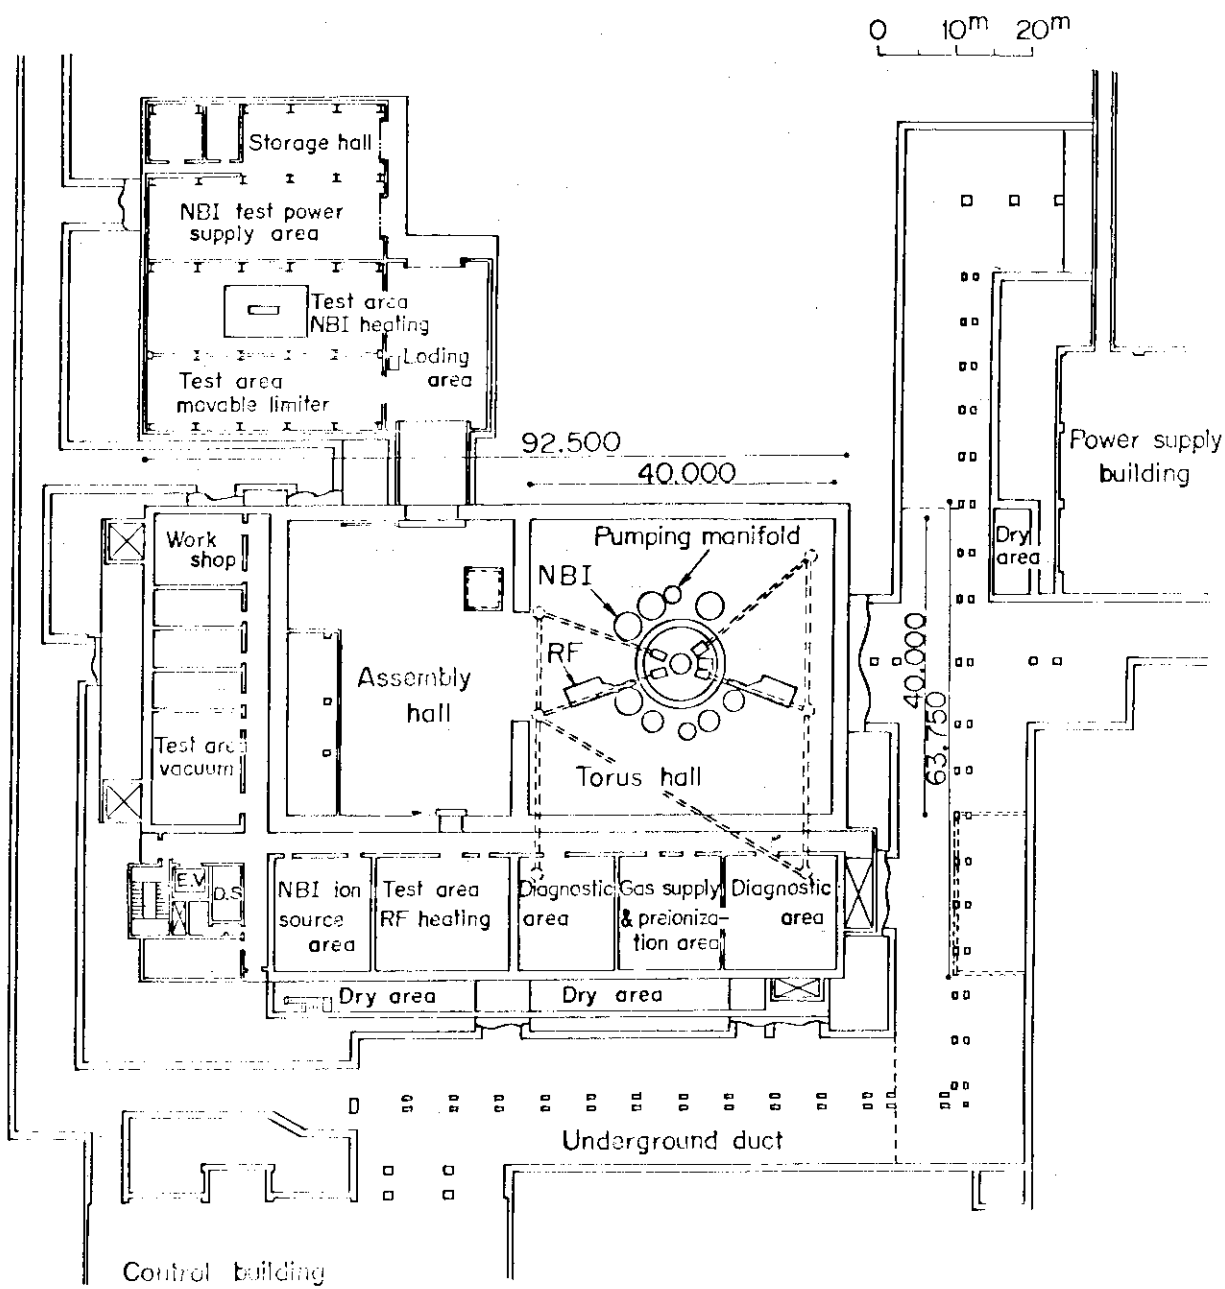 0 10m 20m
Storage hall
NBI test power
supply area
Test area
NBI heating
Loding
area
Test area
movable limiter
92.500
40.000
Power supply
building
Work
shop
Pumping manifold
NBI
RF
Dry
area
Assembly
hall
40.000
63.750
Test area
vacuum
Torus hall
E.V
D.S
NBI ion
source
area
Test area
RF heating
Diagnostic
area
Gas supply
& preioniza-
tion area
Diagnostic
area
Dry area
Dry area
Underground duct
Control building